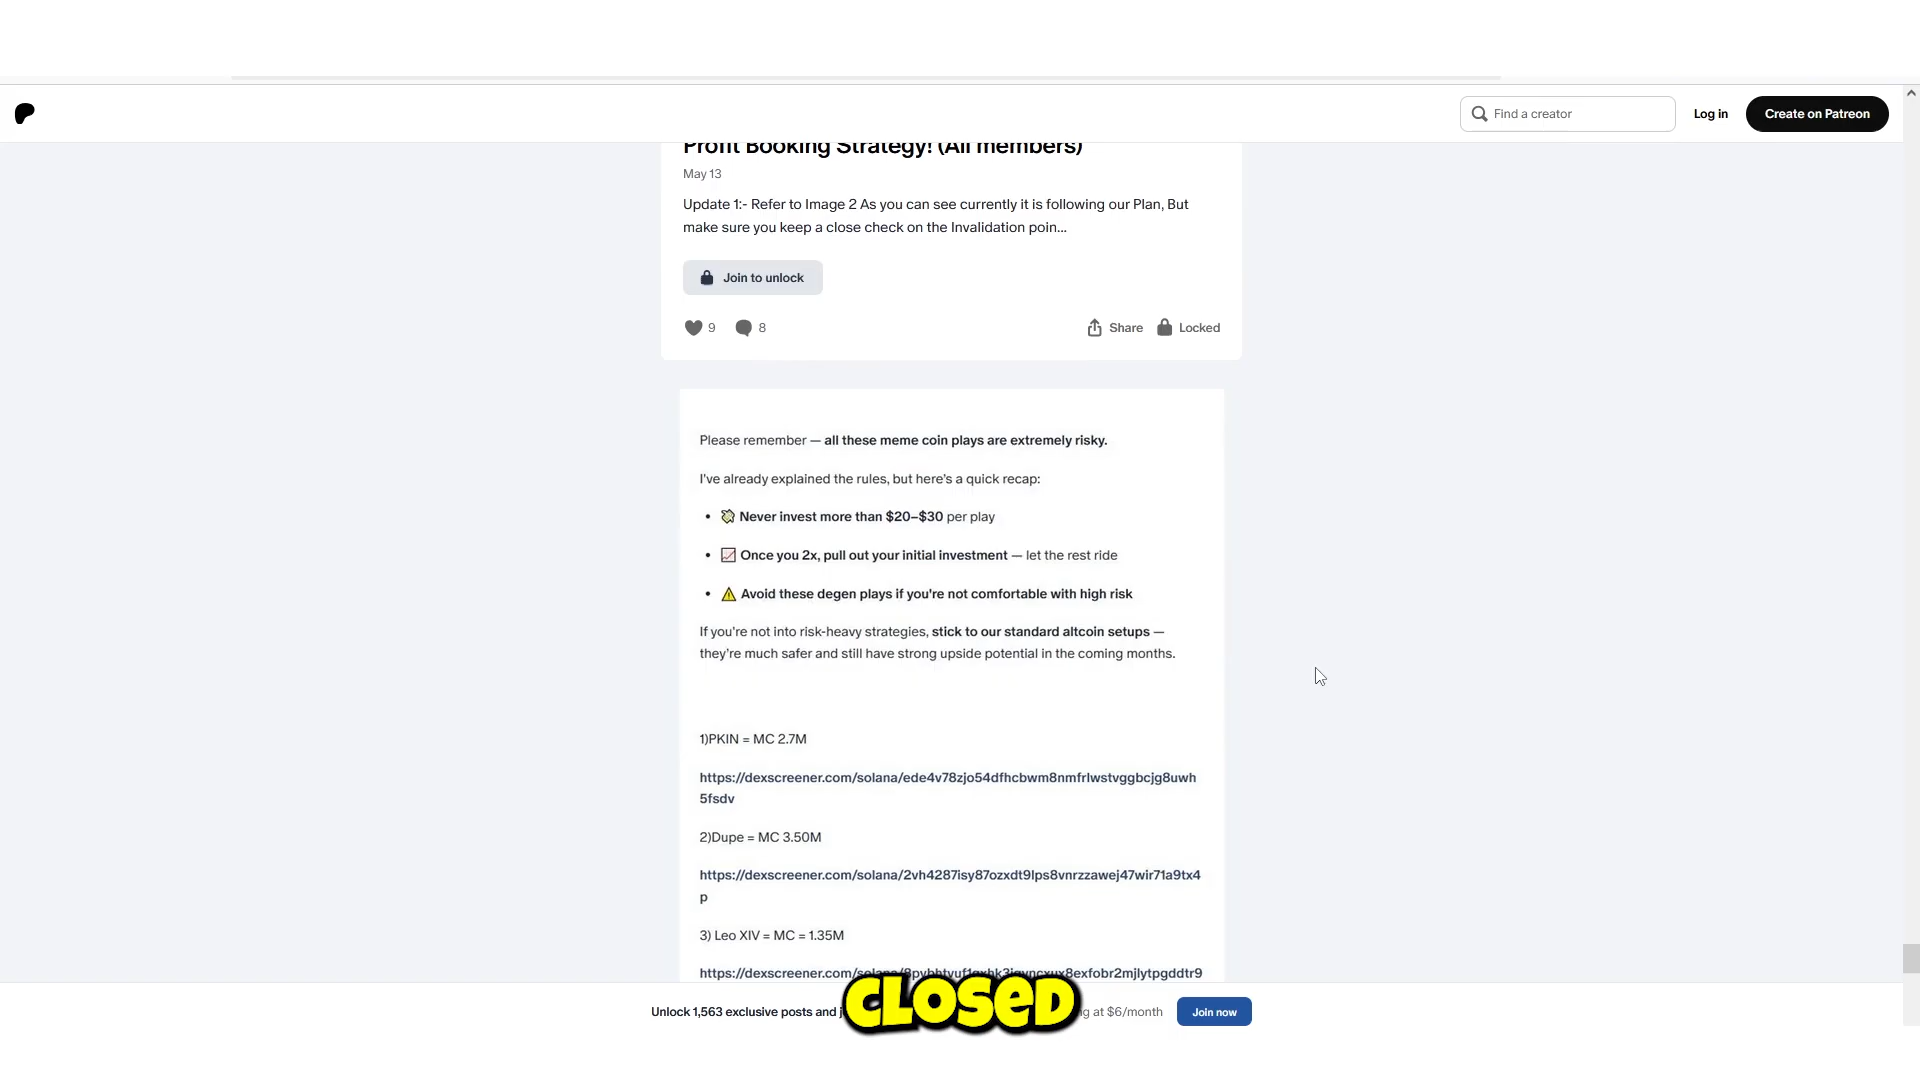 Find a creator
Log in
Create on Patreon
Profit Booking Strategy! (All members)
May 13
Update 1:- Refer to Image 2 As you can see currently it is following our Plan, But
make sure you keep a close check on the Invalidation poin...
Join to unlock
9
8
Share
Locked
Please remember — all these meme coin plays are extremely risky.
I've already explained the rules, but here's a quick recap:
• Never invest more than $20–$30 per play
• Once you 2x, pull out your initial investment — let the rest ride
• Avoid these degen plays if you're not comfortable with high risk
If you're not into risk-heavy strategies, stick to our standard altcoin setups —
they're much safer and still have strong upside potential in the coming months.
1)PKIN = MC 2.7M
https://dexscreener.com/solana/ede4v78zjo54dfhcbwm8nmfrlwstvggbcjg8uwh
5fsdv
2)Dupe = MC 3.50M
https://dexscreener.com/solana/2vh4287isy87ozxdt9lps8vnrzzawej47wir71a9tx4
p
3) Leo XIV = MC = 1.35M
Unlock 1,563 exclusive posts and
at $6/month
Join now
CLOSED